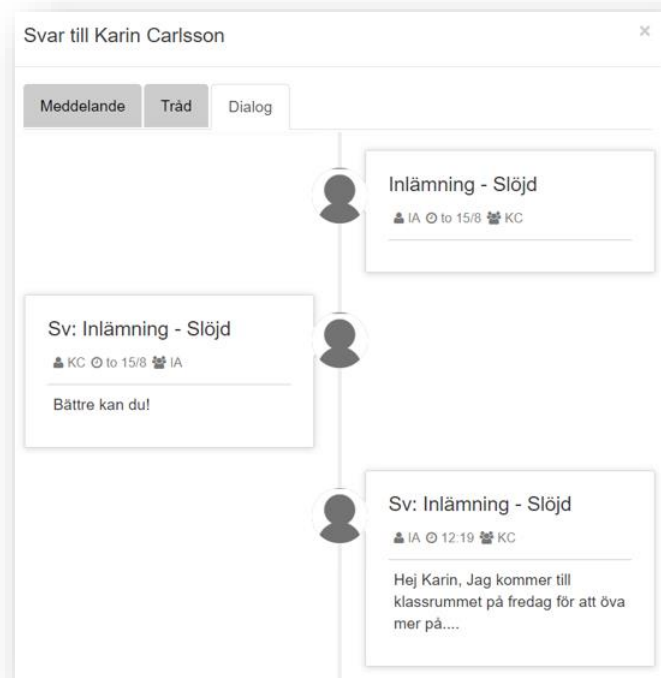 Svar till Karin Carlsson
×
Meddelande Tråd Dialog
Inlämning - Slöjd
IA to 15/8 KC
Sv: Inlämning - Slöjd
KC to 15/8 IA
Bättre kan du!
Sv: Inlämning - Slöjd
IA 12:19 KC
Hej Karin, Jag kommer till
klassrummet på fredag för att öva
mer på....